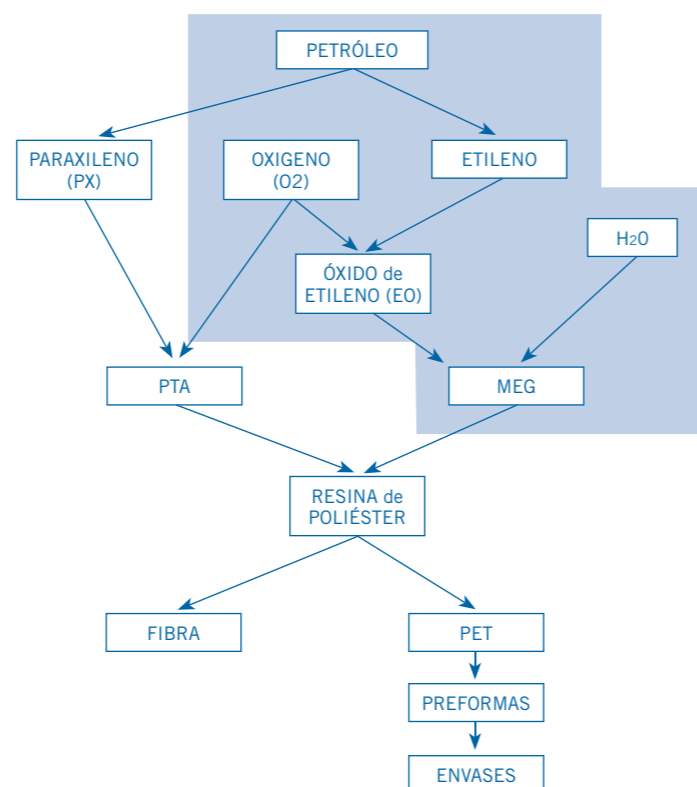 PETRÓLEO
PARAXILENO
(PX)
OXIGENO
(O2)
ETILENO
H2O
ÓXIDO de
ETILENO (EO)
PTA
MEG
RESINA de
POLIÉSTER
FIBRA
PET
PREFORMAS
ENVASES